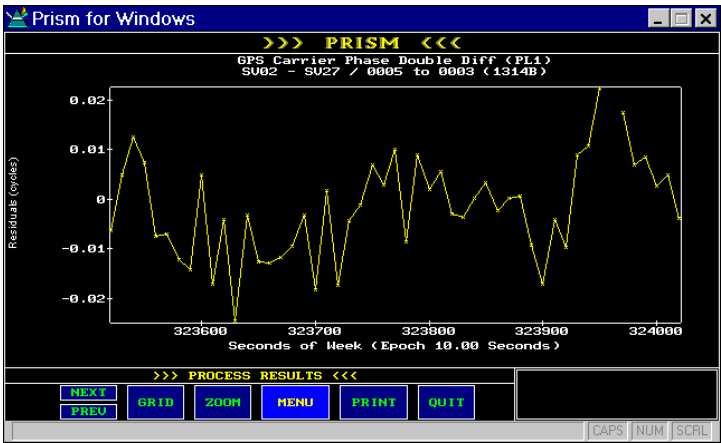 Prism for Windows
>>> PRISM <<<
GPS Carrier Phase Double Diff (PL1)
SV02 - SV27 / 0005 to 0003 (1314B)
0.02
0.01
0
-0.01
-0.02
Residuals (cycles)
323600 323700 323800 323900 324000
Seconds of Week (Epoch 10.00 Seconds)
>>> PROCESS RESULTS <<<
NEXT
PREV
GRID ZOOM MENU PRINT QUIT
CAPS NUM SCRL